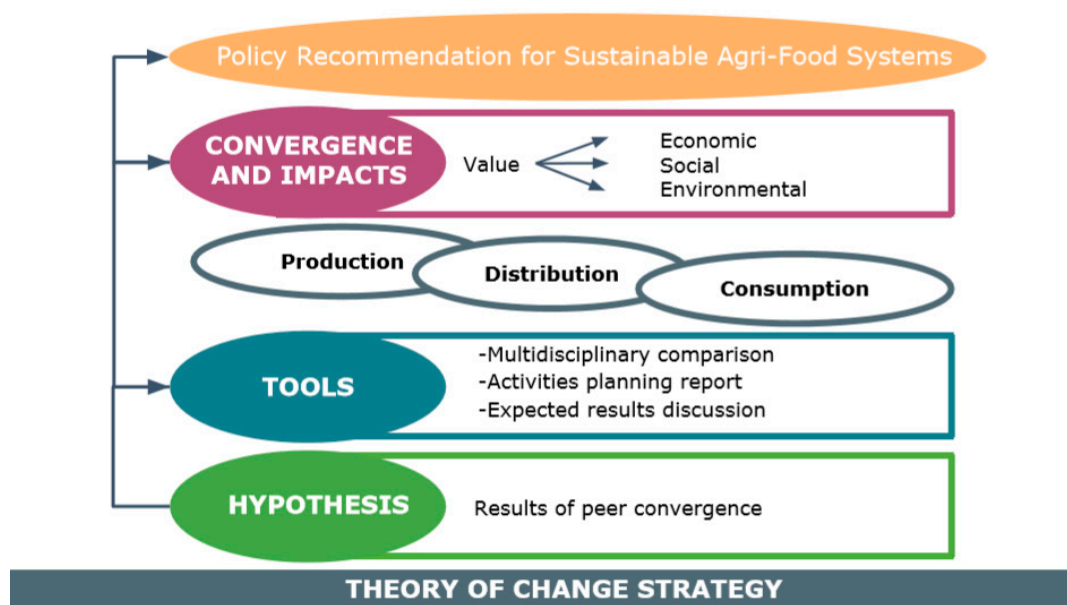 Policy Recommendation for Sustainable Agri-Food Systems
CONVERGENCE
AND IMPACTS
Value
Economic
Social
Environmental
Production
Distribution
Consumption
TOOLS
-Multidisciplinary comparison
-Activities planning report
-Expected results discussion
HYPOTHESIS
Results of peer convergence
THEORY OF CHANGE STRATEGY